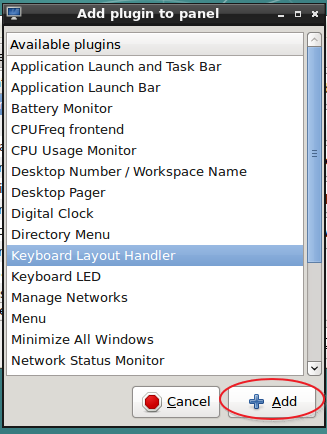 Add plugin to panel
Available plugins
Application Launch and Task Bar
Application Launch Bar
Battery Monitor
CPUFreq frontend
CPU Usage Monitor
Desktop Number / Workspace Name
Desktop Pager
Digital Clock
Directory Menu
Keyboard Layout Handler
Keyboard LED
Manage Networks
Menu
Minimize All Windows
Network Status Monitor
Cancel
Add